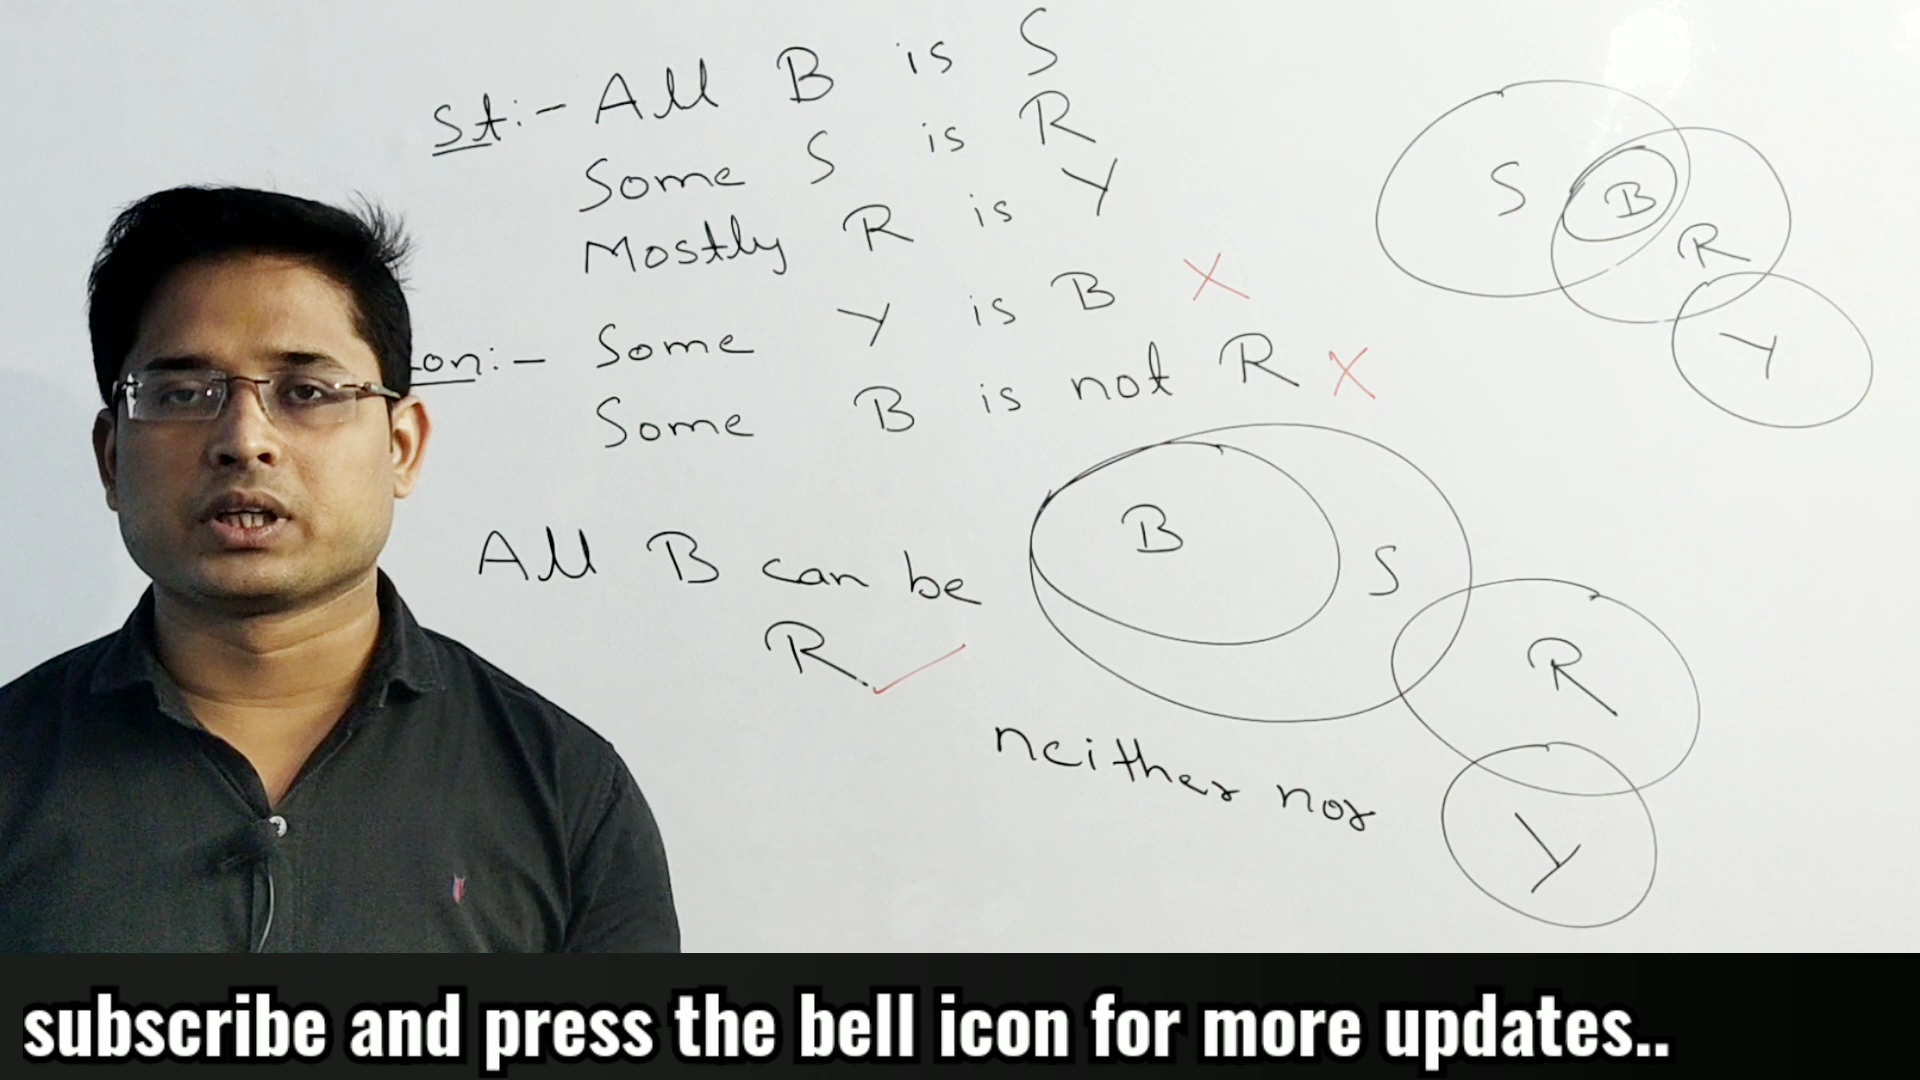 St:- All B is S
Some S is R
Mostly R is Y
on:- Some Y is B X
Some B is not R X
All B can be
R ✓
neither nor
S B R Y
B S R Y
subscribe and press the bell icon for more updates..